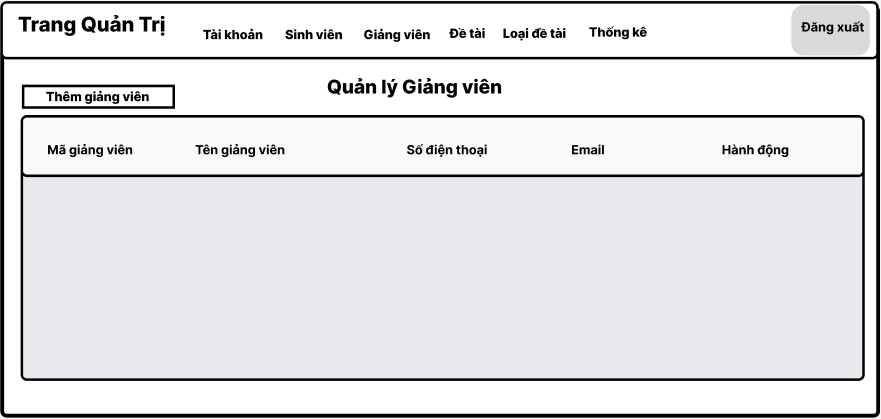 Trang Quản Trị
Tài khoản Sinh viên Giảng viên Đề tài Loại đề tài Thống kê
Đăng xuất
Quản lý Giảng viên
Thêm giảng viên
Mã giảng viên Tên giảng viên Số điện thoại Email Hành động